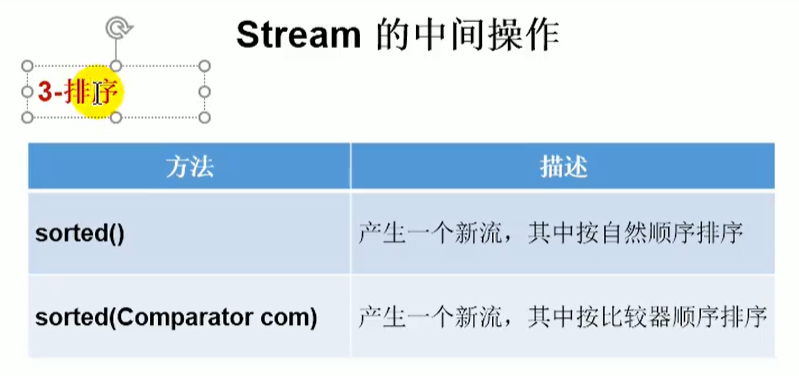 Stream 的中间操作
3-排序
方法 描述
sorted() 产生一个新流，其中按自然顺序排序
sorted(Comparator com) 产生一个新流，其中按比较器顺序排序